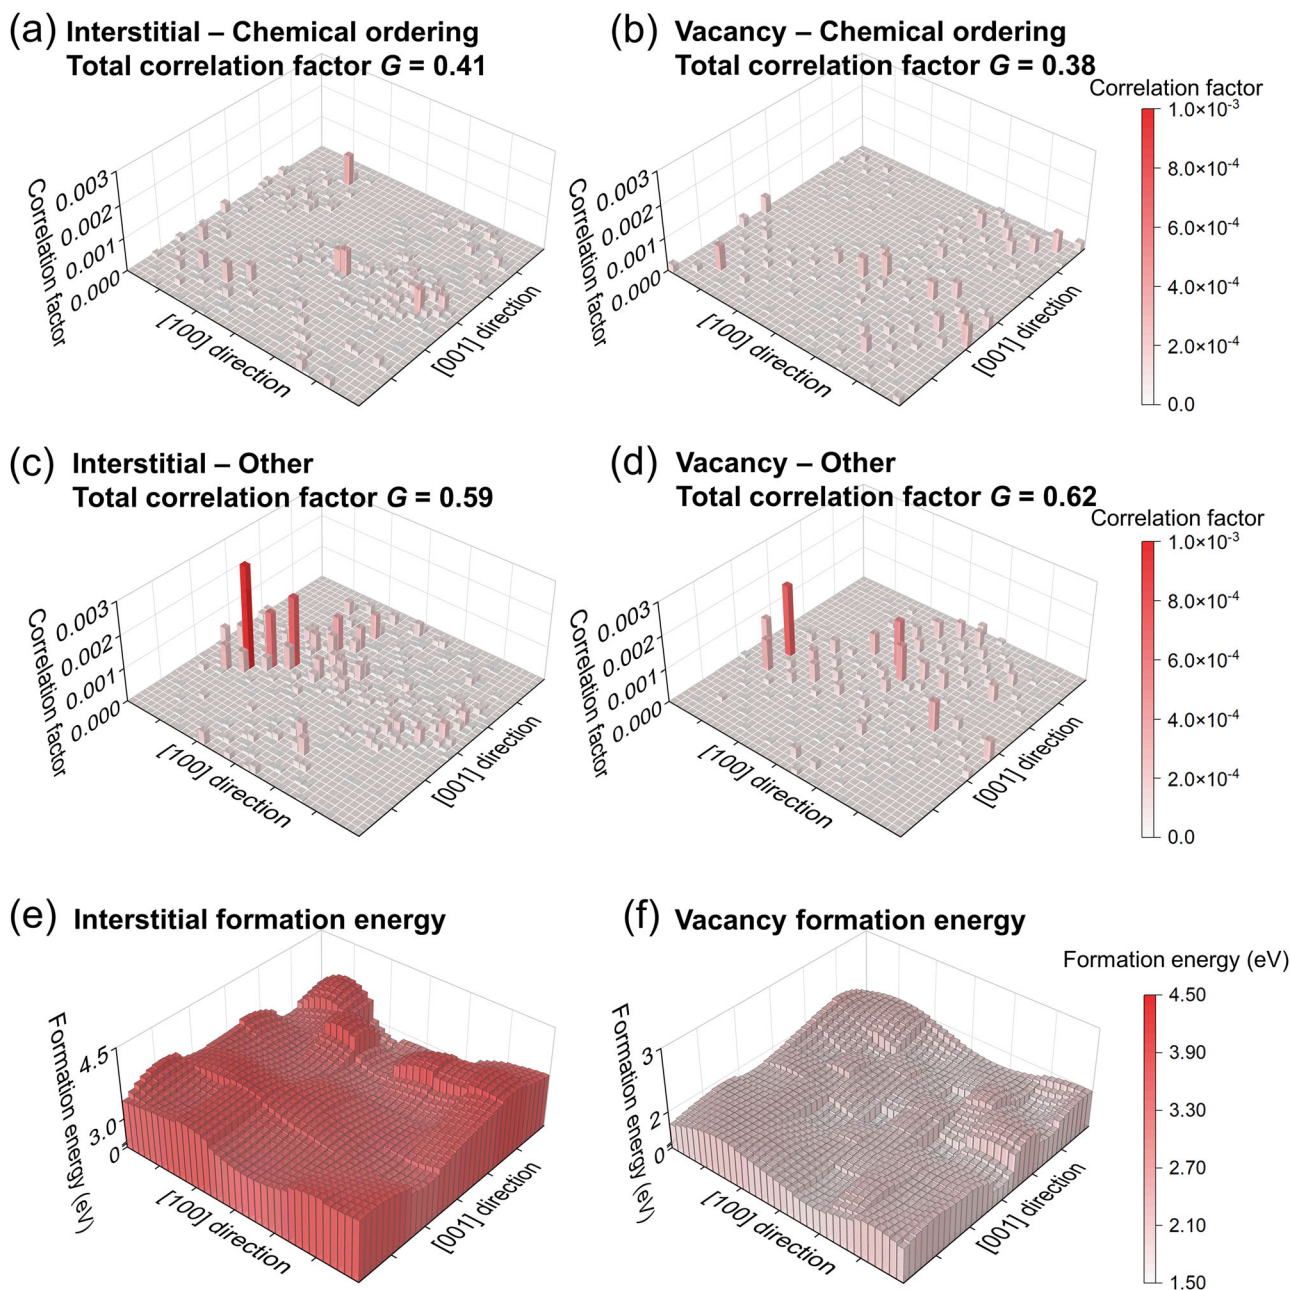 (a) Interstitial – Chemical ordering
Total correlation factor G = 0.41
Correlation factor
0.003
0.002
0.001
0.000
[100] direction
[001] direction
(b) Vacancy – Chemical ordering
Total correlation factor G = 0.38
Correlation factor
0.003
0.002
0.001
0.000
[100] direction
[001] direction
Correlation factor
1.0×10⁻³
8.0×10⁻⁴
6.0×10⁻⁴
4.0×10⁻⁴
2.0×10⁻⁴
0.0
(c) Interstitial – Other
Total correlation factor G = 0.59
Correlation factor
0.003
0.002
0.001
0.000
[100] direction
[001] direction
(d) Vacancy – Other
Total correlation factor G = 0.62
Correlation factor
0.003
0.002
0.001
0.000
[100] direction
[001] direction
Correlation factor
1.0×10⁻³
8.0×10⁻⁴
6.0×10⁻⁴
4.0×10⁻⁴
2.0×10⁻⁴
0.0
(e) Interstitial formation energy
Formation energy (eV)
4.5
3.0
0
[100] direction
[001] direction
(f) Vacancy formation energy
Formation energy (eV)
3
2
0
[100] direction
[001] direction
Formation energy (eV)
4.50
3.90
3.30
2.70
2.10
1.50